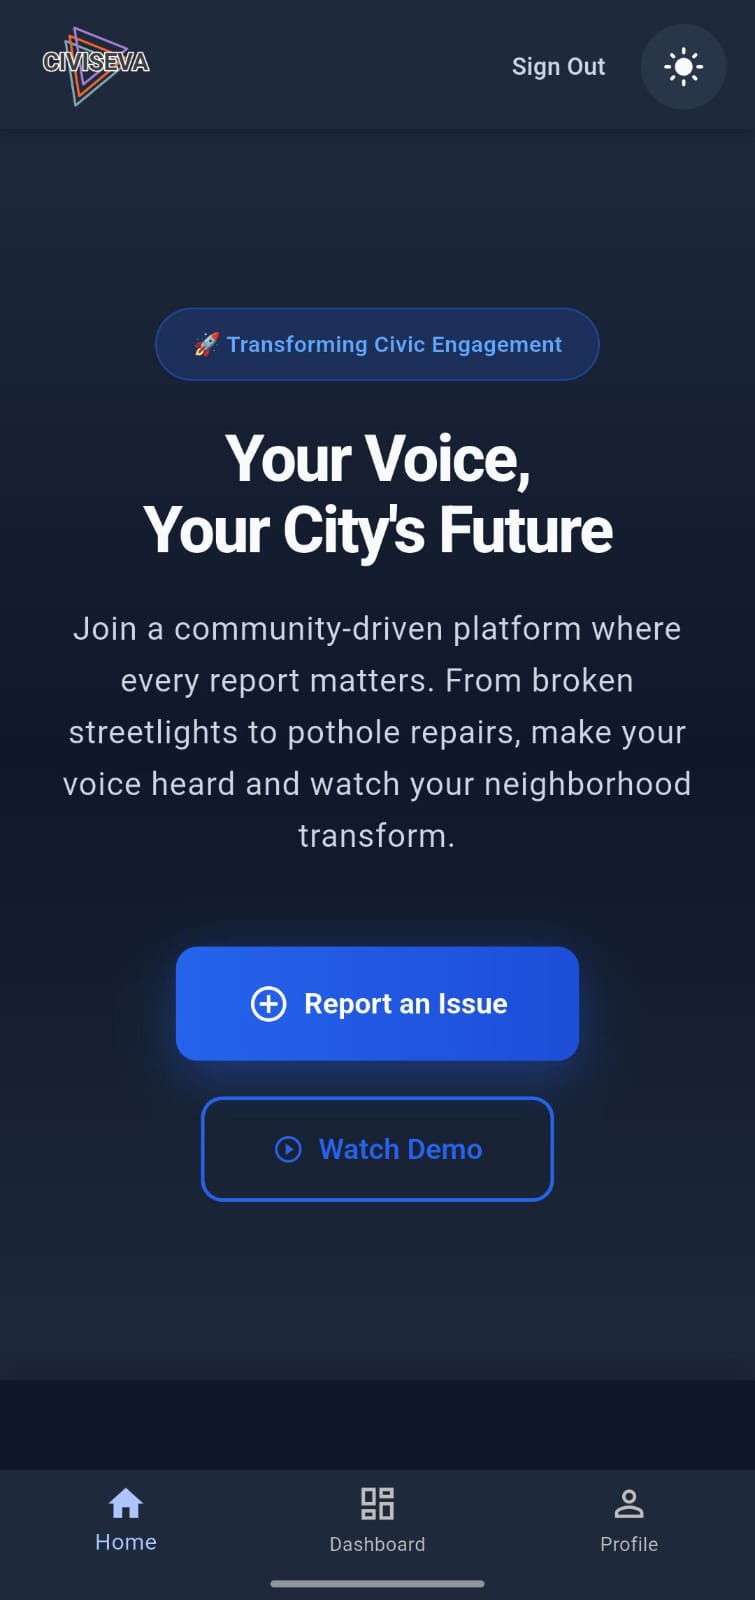 CIVISEVA
Sign Out
🚀 Transforming Civic Engagement
Your Voice,
Your City's Future
Join a community-driven platform where
every report matters. From broken
streetlights to pothole repairs, make your
voice heard and watch your neighborhood
transform.
Report an Issue
Watch Demo
Home
Dashboard
Profile